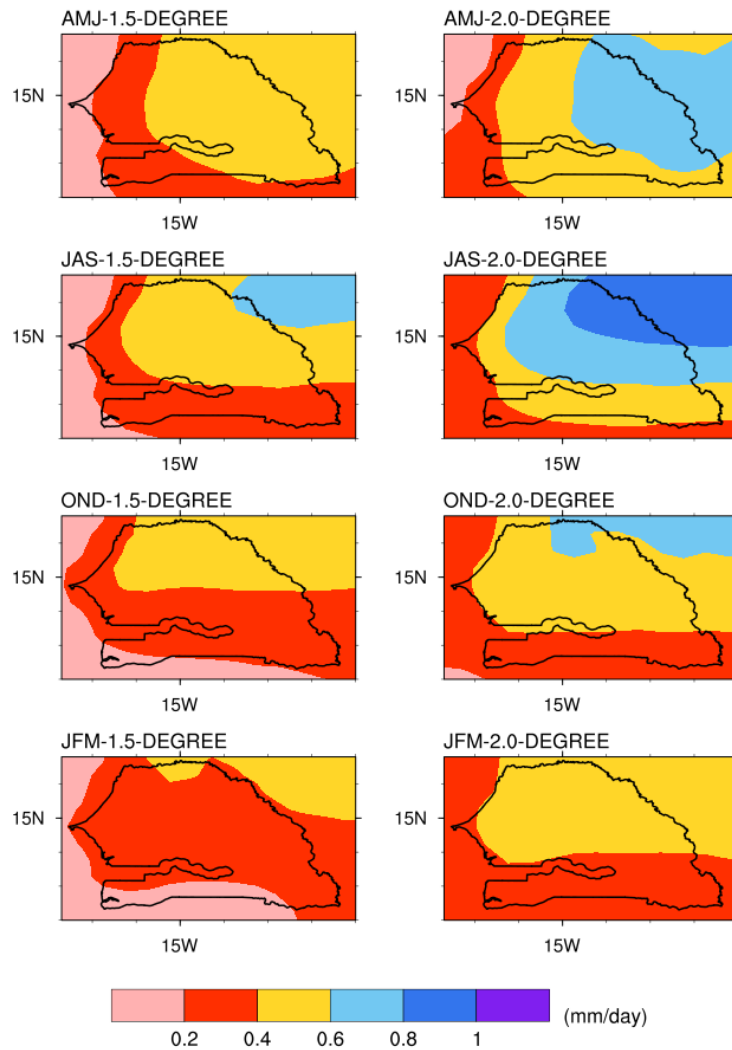 AMJ-1.5-DEGREE AMJ-2.0-DEGREE
15N 15N
15W 15W
JAS-1.5-DEGREE JAS-2.0-DEGREE
15N 15N
15W 15W
OND-1.5-DEGREE OND-2.0-DEGREE
15N 15N
15W 15W
JFM-1.5-DEGREE JFM-2.0-DEGREE
15N 15N
15W 15W
(mm/day)
0.2 0.4 0.6 0.8 1